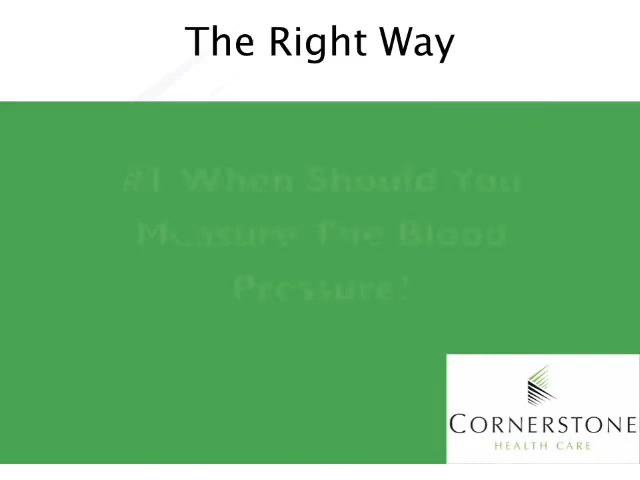 The Right Way
#1 When Should You
Measure The Blood
Pressure?
CORNERSTONE
HEALTH CARE